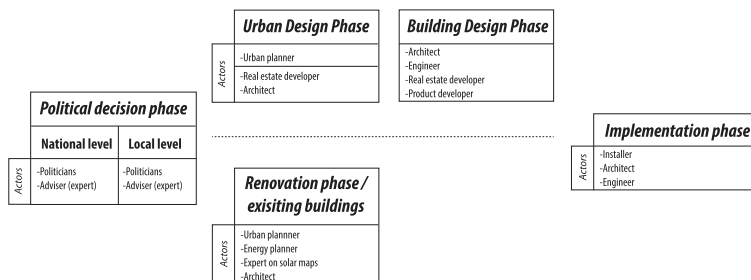 Political decision phase
National level
Local level
Actors
-Politicians
-Adviser (expert)
-Politicians
-Adviser (expert)
Urban Design Phase
Actors
-Urban planner
-Real estate developer
-Architect
Building Design Phase
-Architect
-Engineer
-Real estate developer
-Product developer
Renovation phase /
exisiting buildings
Actors
-Urban plannner
-Energy planner
-Expert on solar maps
-Architect
Implementation phase
Actors
-Installer
-Architect
-Engineer